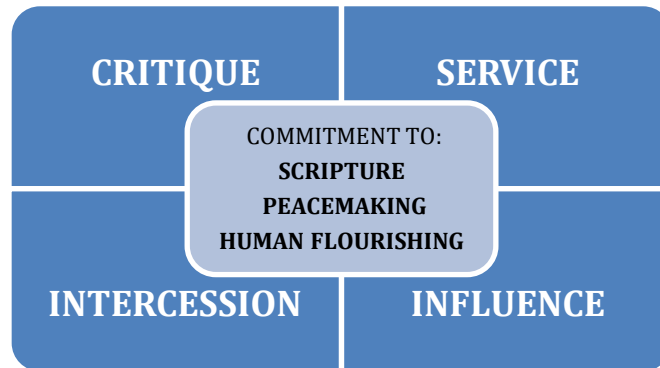 CRITIQUE
SERVICE
COMMITMENT TO:
SCRIPTURE
PEACEMAKING
HUMAN FLOURISHING
INTERCESSION
INFLUENCE